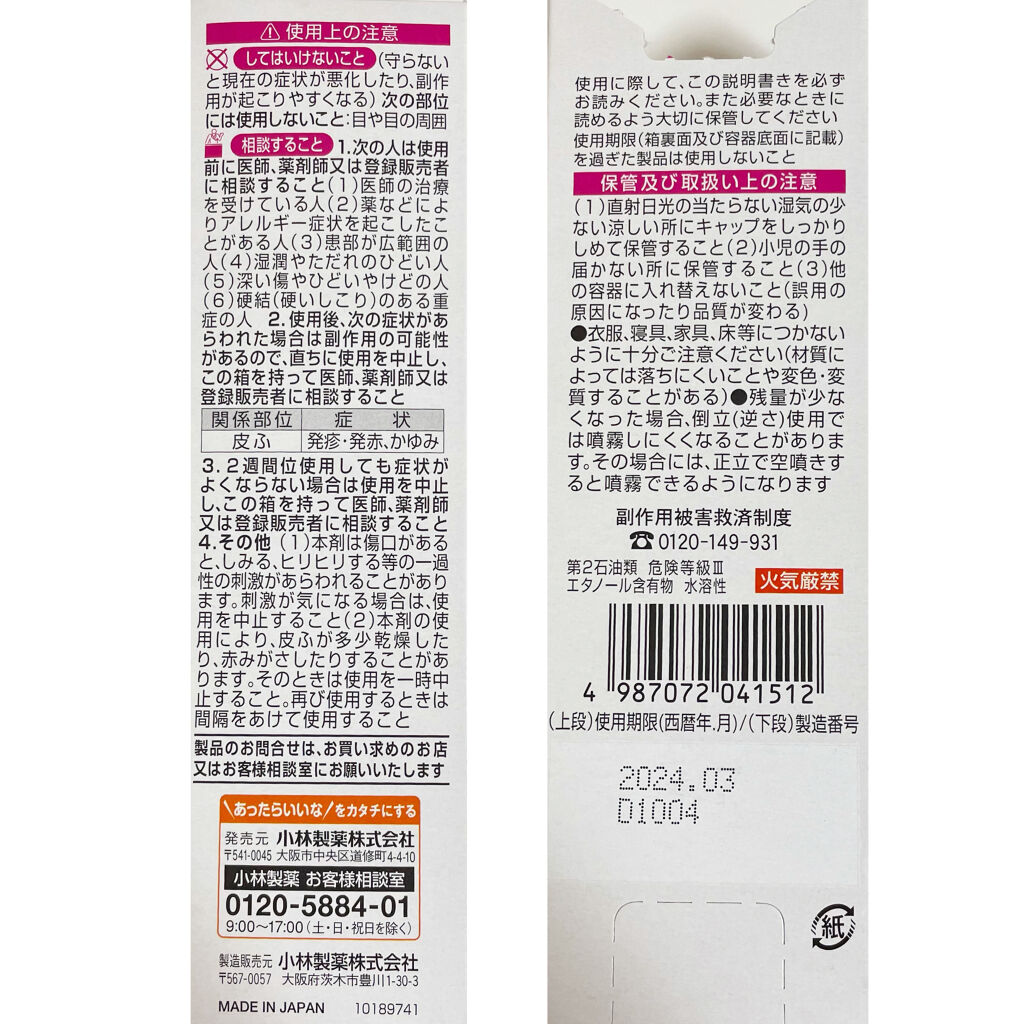 ⚠使用上の注意
してはいけないこと(守らない
と現在の症状が悪化したり、副作
用が起こりやすくなる)次の部位
には使用しないこと:目や目の周囲
相談すること 1.次の人は使用
前に医師、薬剤師又は登録販売者
に相談すること(1)医師の治療
を受けている人(2)薬などによ
りアレルギー症状を起こしたこ
とがある人(3)患部が広範囲の
人(4)湿潤やただれのひどい人
(5)深い傷やひどいやけどの人
(6)硬結(硬いしこり)のある重
症の人 2.使用後、次の症状があ
らわれた場合は副作用の可能性
があるので、直ちに使用を中止し、
この箱を持って医師、薬剤師又は
登録販売者に相談すること
関係部位 症状
皮ふ 発疹・発赤、かゆみ
3.2週間位使用しても症状が
よくならない場合は使用を中止
し、この箱を持って医師、薬剤師
又は登録販売者に相談すること
4.その他(1)本剤は傷口がある
と、しみる、ヒリヒリする等の一過
性の刺激があらわれることがあり
ます。刺激が気になる場合は、使
用を中止すること(2)本剤の使
用により、皮ふが多少乾燥した
り、赤みがさしたりすることがあ
ります。そのときは使用を一時中
止すること。再び使用するときは
間隔をあけて使用すること
製品のお問合せは、お買い求めのお店
又はお客様相談室にお願いいたします
\あったらいいな/をカタチにする
発売元 小林製薬株式会社
〒541-0045 大阪市中央区道修町4-4-10
小林製薬 お客様相談室
0120-5884-01
9:00~17:00(土・日・祝日を除く)
製造販売元 小林製薬株式会社
〒567-0057 大阪府茨木市豊川1-30-3
MADE IN JAPAN 10189741
使用に際して、この説明書きを必ず
お読みください。また必要なときに
読めるよう大切に保管してください
使用期限(箱裏面及び容器底面に記載)
を過ぎた製品は使用しないこと
保管及び取扱い上の注意
(1)直射日光の当たらない湿気の少
ない涼しい所にキャップをしっかり
しめて保管すること(2)小児の手の
届かない所に保管すること(3)他
の容器に入れ替えないこと(誤用の
原因になったり品質が変わる)
●衣服、寝具、家具、床等につかない
ように十分ご注意ください(材質に
よっては落ちにくいことや変色・変
質することがある)●残量が少な
くなった場合、倒立(逆さ)使用で
は噴霧しにくくなることがありま
す。その場合には、正立で空噴きす
ると噴霧できるようになります
副作用被害救済制度
☎0120-149-931
第2石油類 危険等級Ⅲ
エタノール含有物 水溶性
火気厳禁
4 987072 041512
(上段)使用期限(西暦年.月)/(下段)製造番号
2024.03
D1004
紙